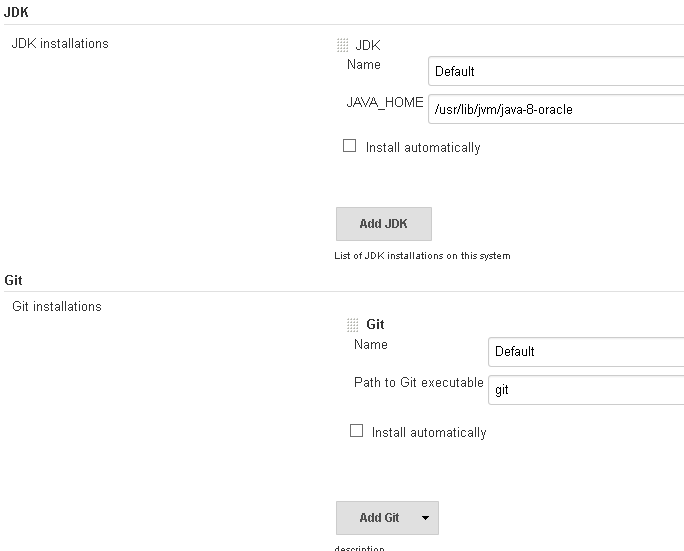 JDK
JDK installations
JDK
Name
Default
JAVA_HOME
/usr/lib/jvm/java-8-oracle
Install automatically
Add JDK
List of JDK installations on this system
Git
Git installations
Git
Name
Default
Path to Git executable
git
Install automatically
Add Git
description